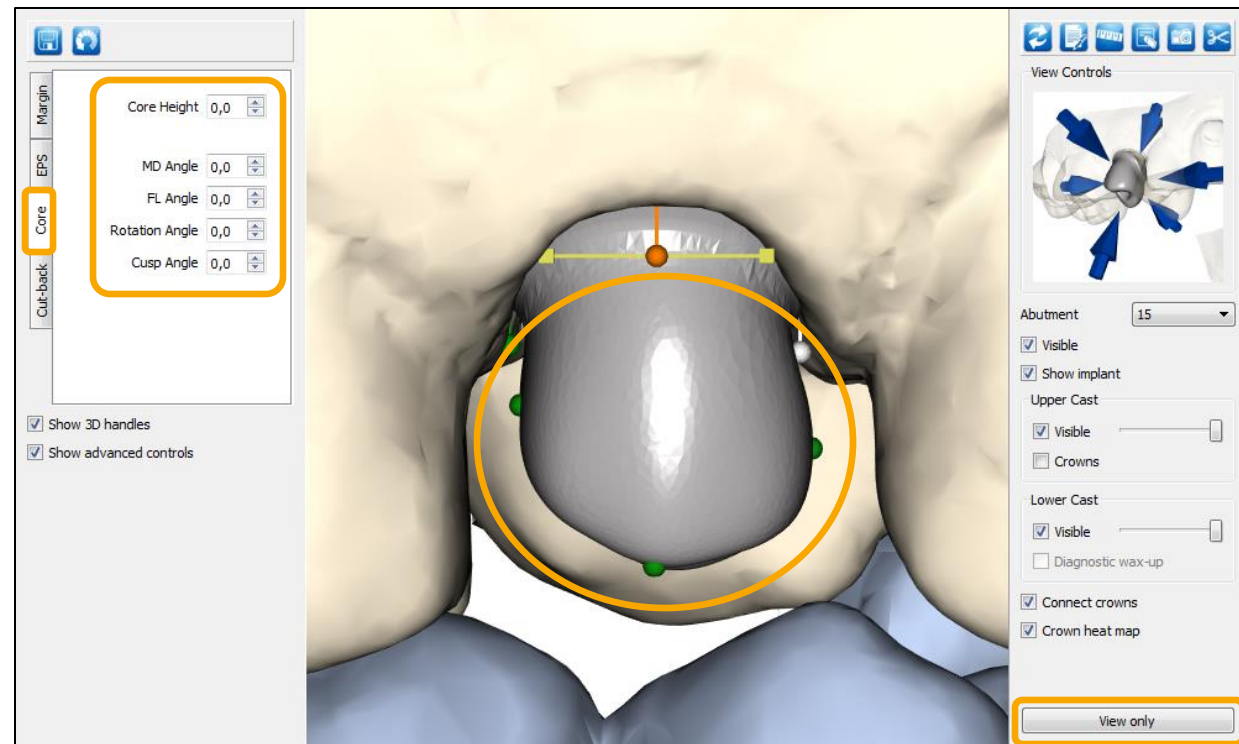 Margin
EPS
Core
Cut-back
Core Height 0,0
MD Angle 0,0
FL Angle 0,0
Rotation Angle 0,0
Cusp Angle 0,0
Show 3D handles
Show advanced controls
View Controls
Abutment 15
Visible
Show implant
Upper Cast
Visible
Crowns
Lower Cast
Visible
Diagnostic wax-up
Connect crowns
Crown heat map
View only